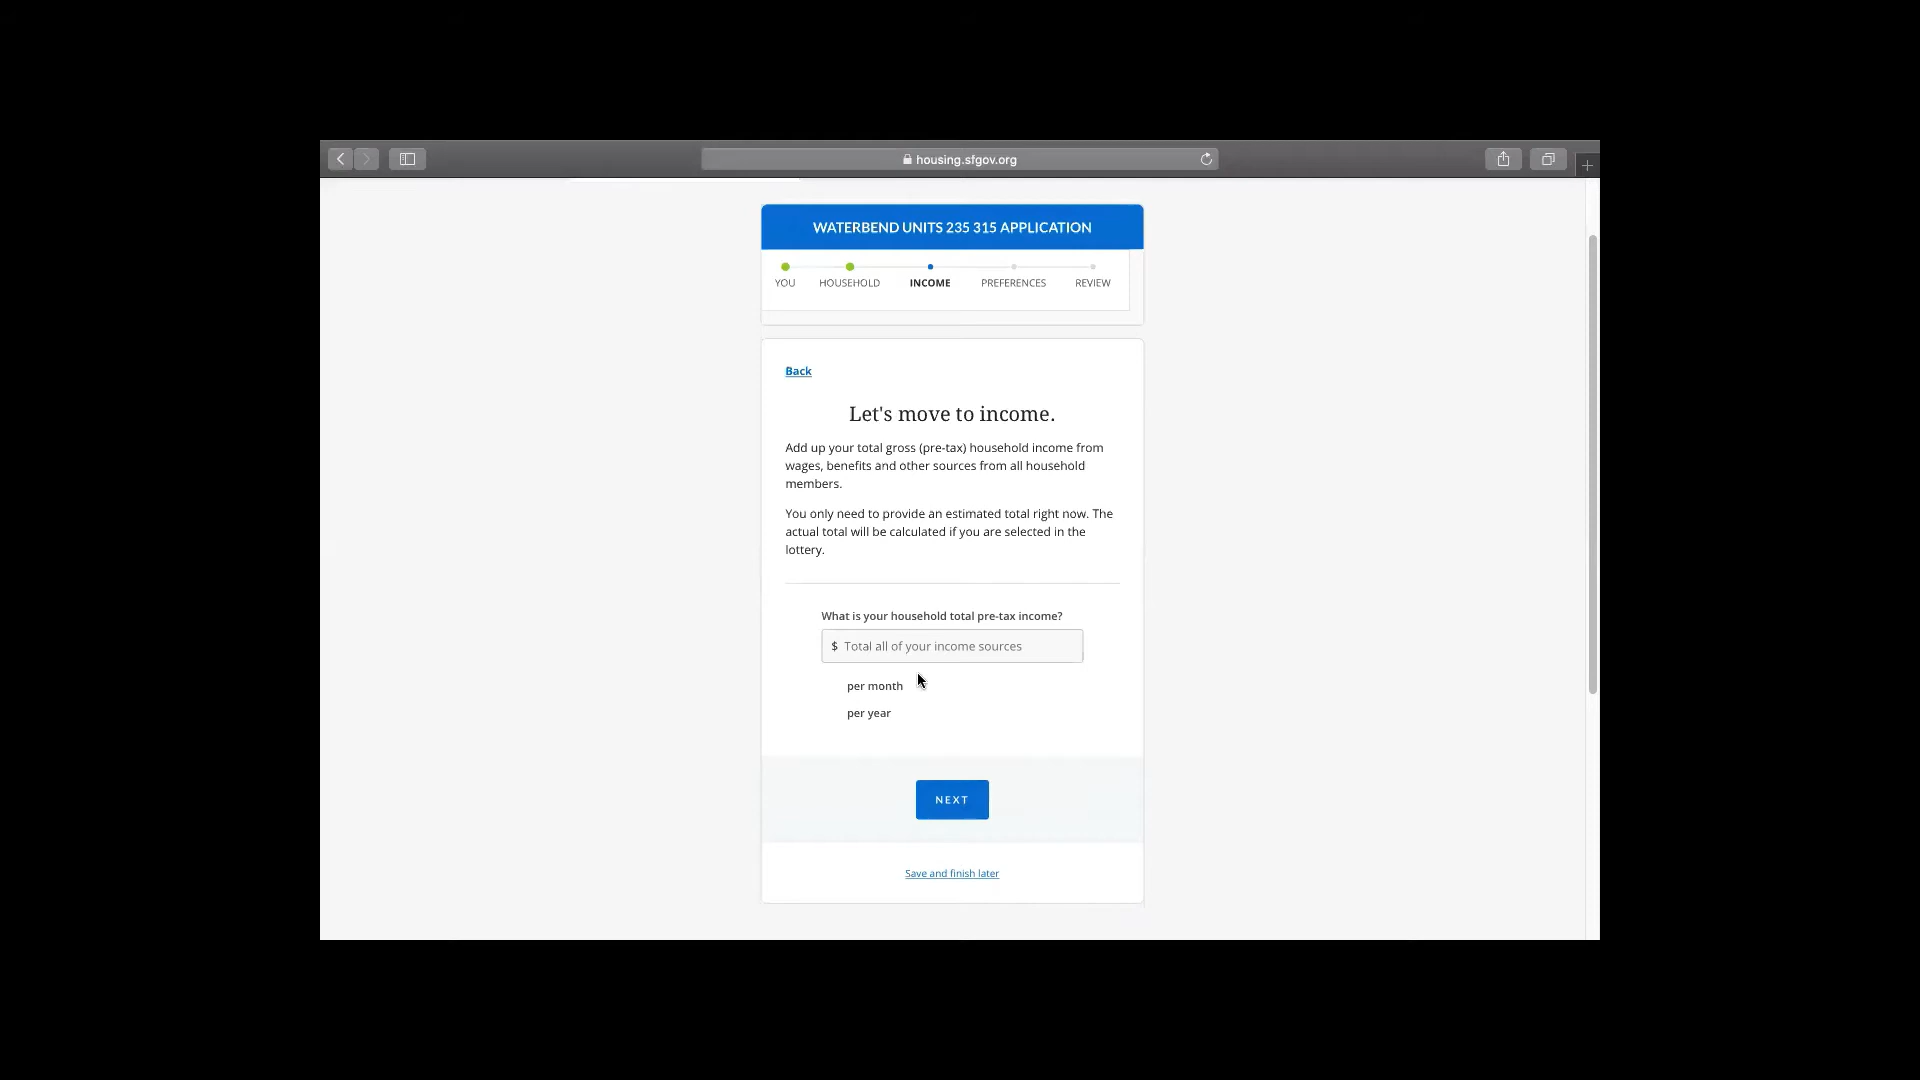 housing.sfgov.org
WATERBEND UNITS 235 315 APPLICATION
YOU HOUSEHOLD INCOME PREFERENCES REVIEW
Back
Let's move to income.
Add up your total gross (pre-tax) household income from
wages, benefits and other sources from all household
members.
You only need to provide an estimated total right now. The
actual total will be calculated if you are selected in the
lottery.
What is your household total pre-tax income?
$ Total all of your income sources
per month
per year
NEXT
Save and finish later